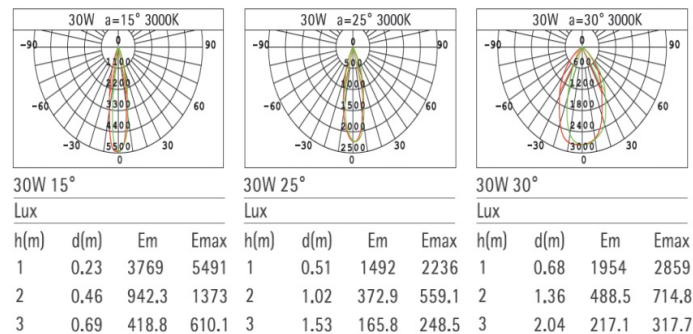 30W a=15° 3000K
0
-90 90
1100
2200
-60 60
3300
4400
-30 30
5500
0
30W 15°
Lux
h(m) d(m) Em Emax
1 0.23 3769 5491
2 0.46 942.3 1373
3 0.69 418.8 610.1
30W a=25° 3000K
0
-90 90
500
1000
-60 60
1500
2000
-30 30
2500
0
30W 25°
Lux
h(m) d(m) Em Emax
1 0.51 1492 2236
2 1.02 372.9 559.1
3 1.53 165.8 248.5
30W a=30° 3000K
0
-90 90
600
1200
-60 60
1800
2400
-30 30
3000
0
30W 30°
Lux
h(m) d(m) Em Emax
1 0.68 1954 2859
2 1.36 488.5 714.8
3 2.04 217.1 317.7